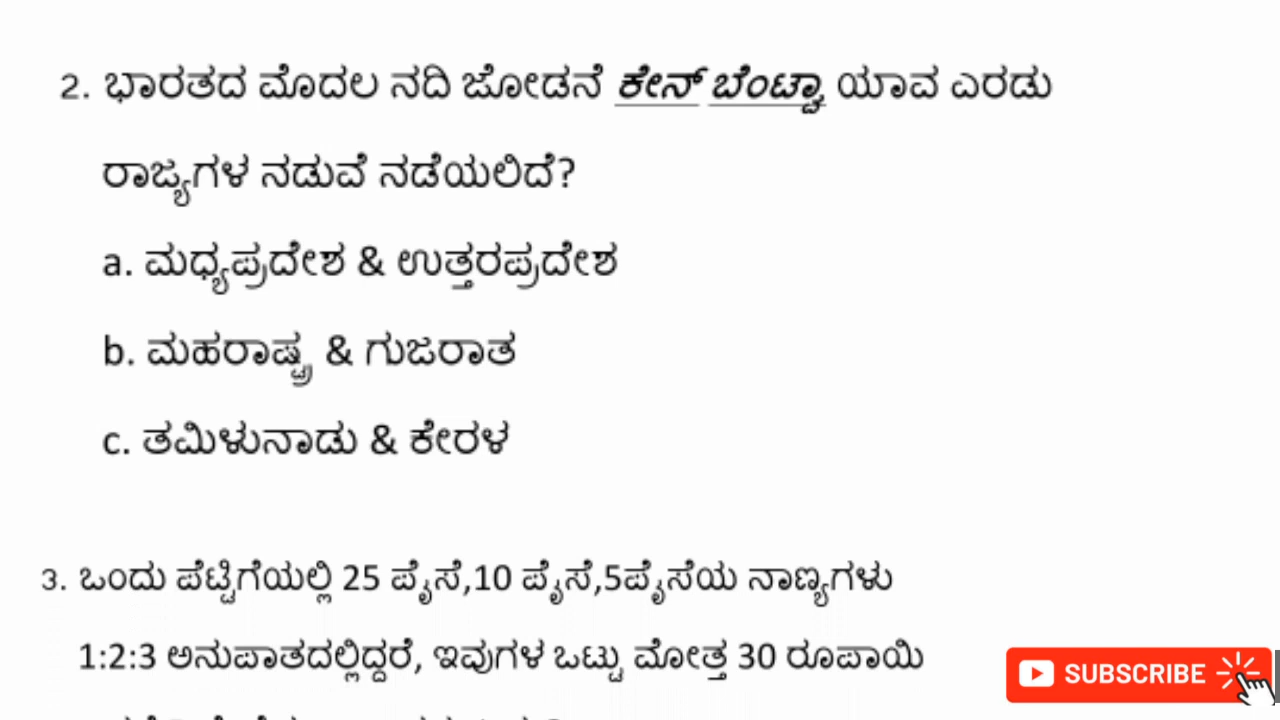 2. ಭಾರತದ ಮೊದಲ ನದಿ ಜೋಡನೆ ಕೇನ್ ಬೆಂಟ್ವಾ ಯಾವ ಎರಡು
ರಾಜ್ಯಗಳ ನಡುವೆ ನಡೆಯಲಿದೆ?
a. ಮಧ್ಯಪ್ರದೇಶ & ಉತ್ತರಪ್ರದೇಶ
b. ಮಹರಾಷ್ಟ್ರ & ಗುಜರಾತ
c. ತಮಿಳುನಾಡು & ಕೇರಳ
3. ಒಂದು ಪೆಟ್ಟಿಗೆಯಲ್ಲಿ 25 ಪೈಸೆ,10 ಪೈಸೆ,5ಪೈಸೆಯ ನಾಣ್ಯಗಳು
1:2:3 ಅನುಪಾತದಲ್ಲಿದ್ದರೆ, ಇವುಗಳ ಒಟ್ಟು ಮೋತ್ತ 30 ರೂಪಾಯಿ
SUBSCRIBE